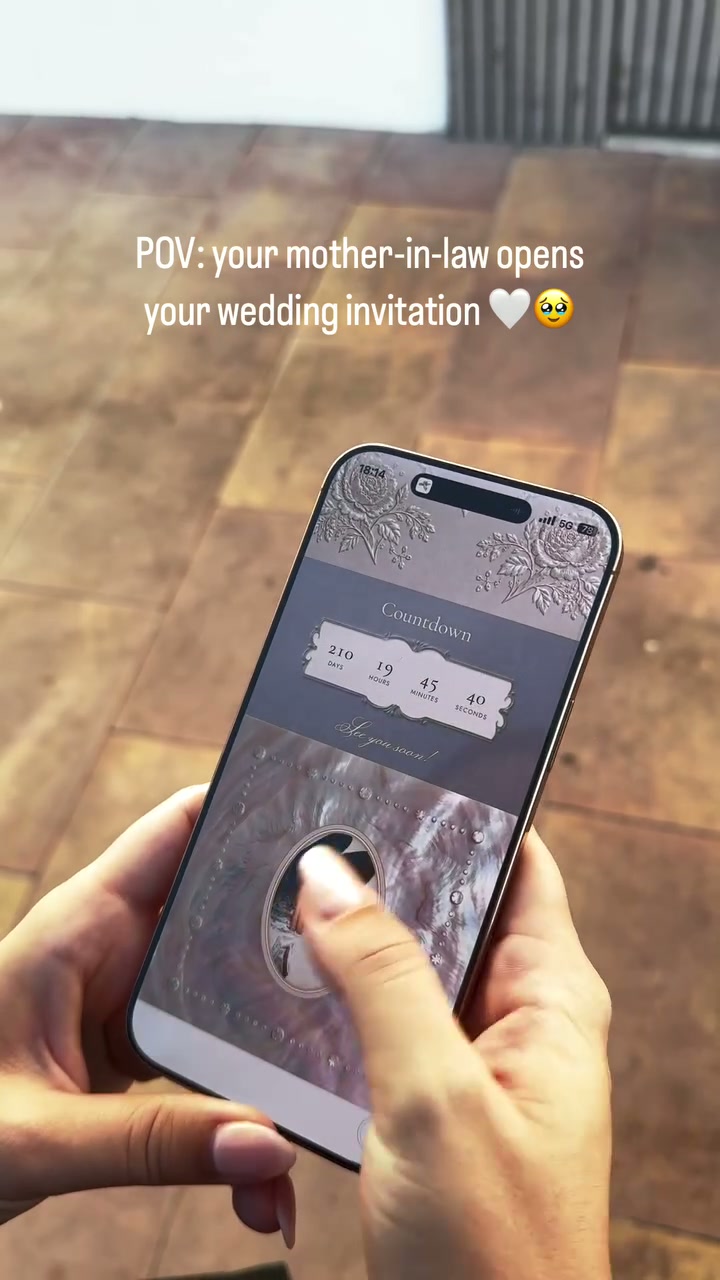 POV: your mother-in-law opens
your wedding invitation 🤍🥹
18:14
5G 78
Countdown
210 19 45 40
DAYS HOURS MINUTES SECONDS
See you soon!